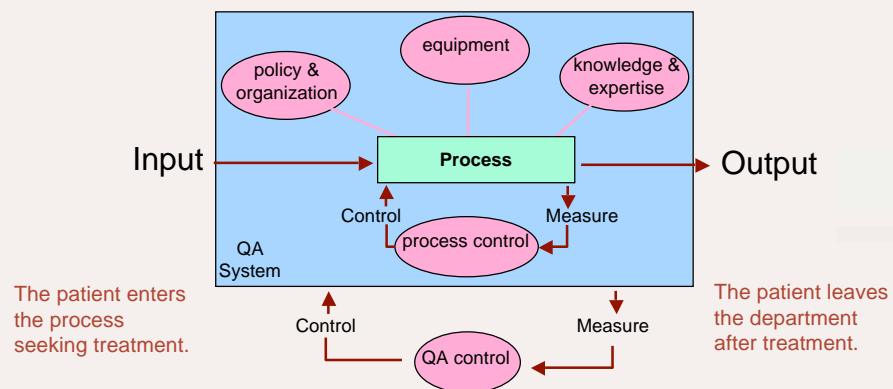 equipment
policy &
organization
knowledge &
expertise
Input
Process
Output
Control
Measure
process control
QA
System
The patient enters
the process
seeking treatment.
The patient leaves
the department
after treatment.
Control
Measure
QA control